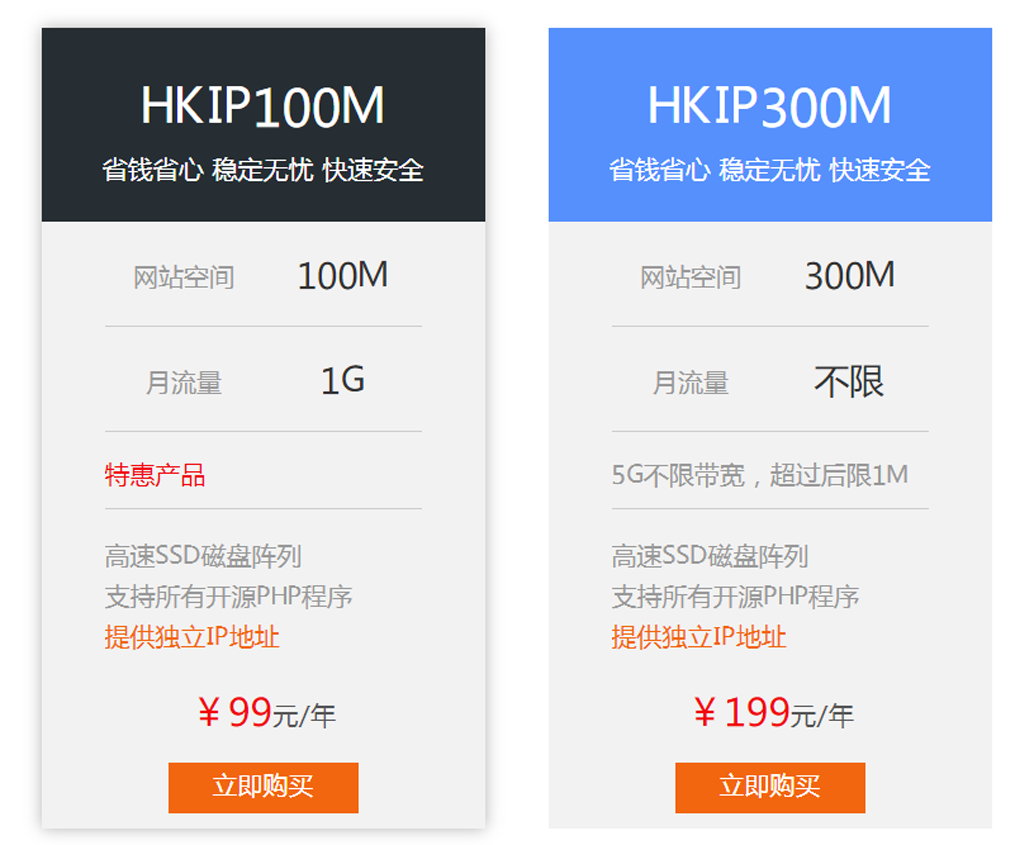 HKIP100M
省钱省心 稳定无忧 快速安全
网站空间 100M
月流量 1G
特惠产品
高速SSD磁盘阵列
支持所有开源PHP程序
提供独立IP地址
¥ 99元/年
立即购买
HKIP300M
省钱省心 稳定无忧 快速安全
网站空间 300M
月流量 不限
5G不限带宽，超过后限1M
高速SSD磁盘阵列
支持所有开源PHP程序
提供独立IP地址
¥ 199元/年
立即购买